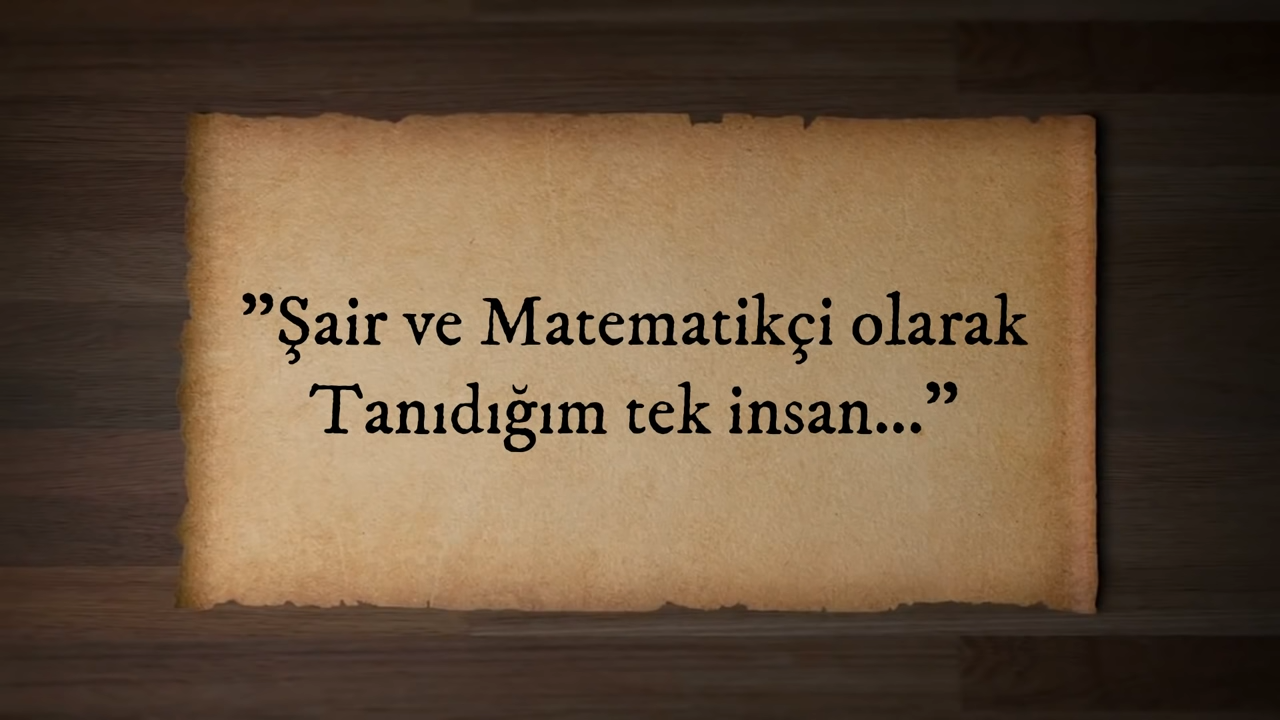 ”Şair ve Matematikçi olarak
Tanıdığım tek insan...”